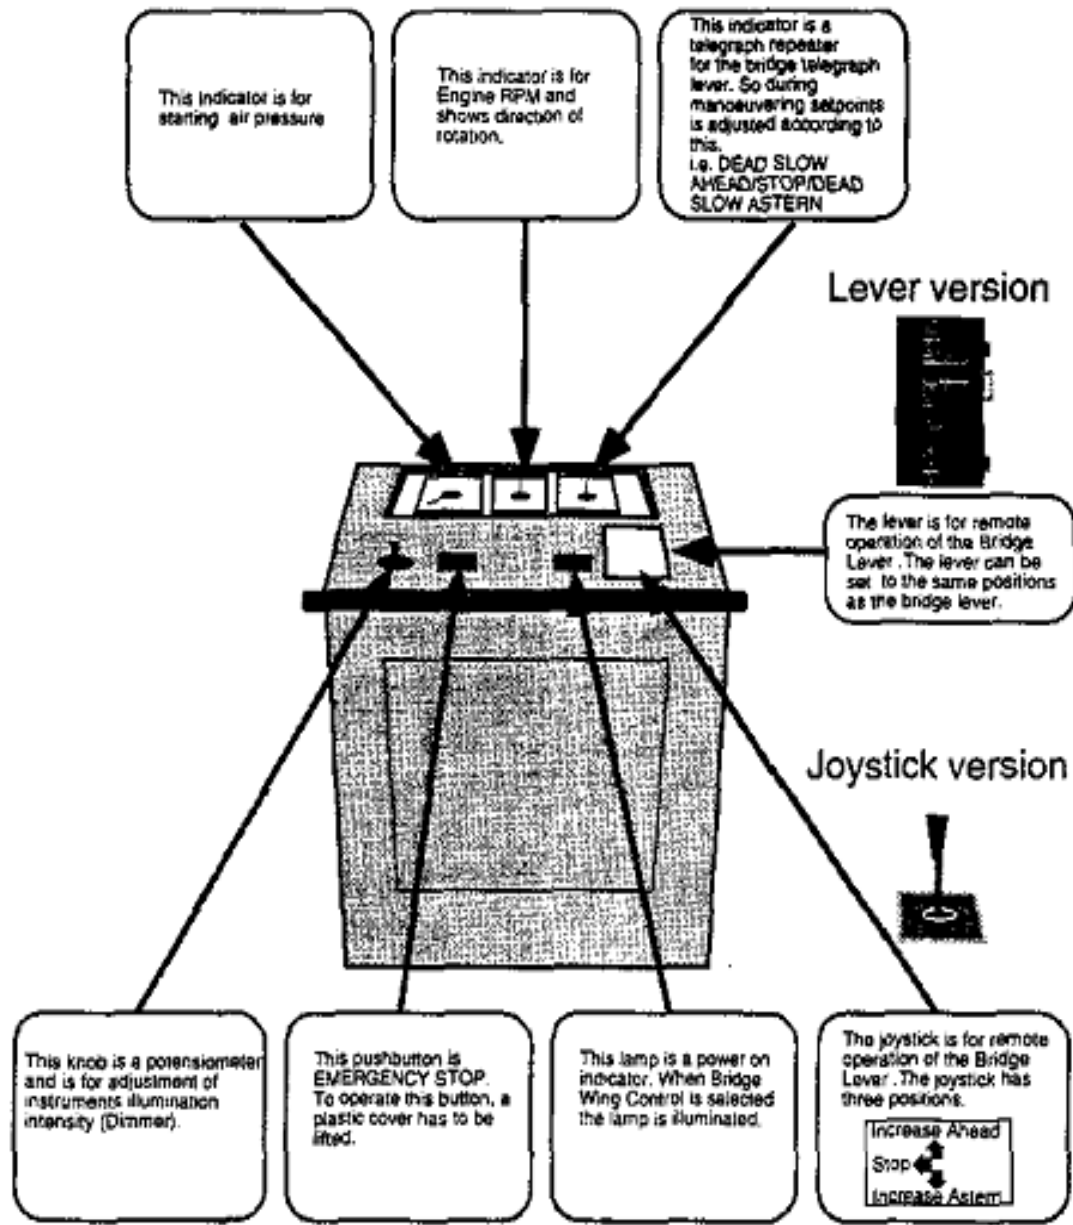 This indicator is for
starting air pressure
This indicator is for
Engine RPM and
shows direction of
rotation.
This indicator is a
telegraph repeater
for the bridge telegraph
lever. So during
manoeuvering setpoints
is adjusted according to
this.
i.e. DEAD SLOW
AHEAD/STOP/DEAD
SLOW ASTERN
Lever version
The lever is for remote
operation of the Bridge
Lever. The lever can be
set to the same positions
as the bridge lever.
Joystick version
This knob is a potensiometer
and is for adjustment of
instruments illumination
intensity (Dimmer).
This pushbutton is
EMERGENCY STOP.
To operate this button, a
plastic cover has to be
lifted.
This lamp is a power on
indicator. When Bridge
Wing Control is selected
the lamp is illuminated.
The joystick is for remote
operation of the Bridge
Lever. The joystick has
three positions.
Increase Ahead
Stop
Increase Astern